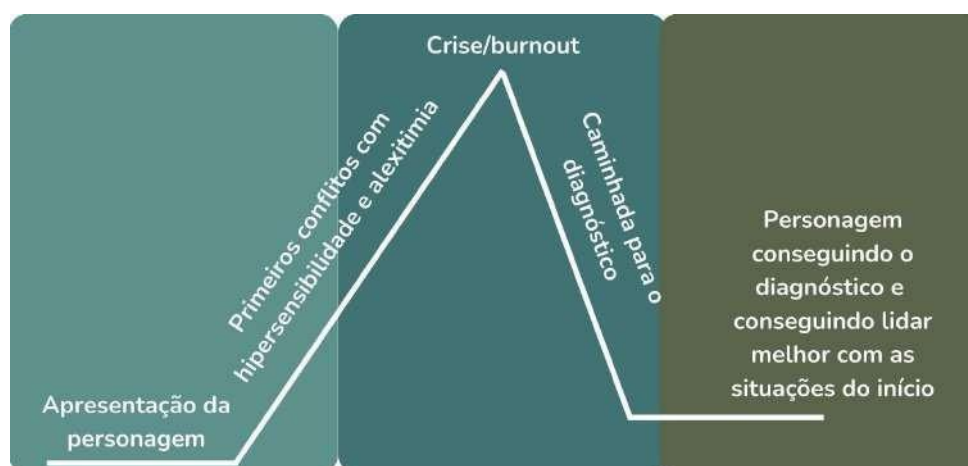 Apresentação da
personagem
Primeiros conflitos com
hipersensibilidade e alexitimia
Crise/burnout
Caminhada para o
diagnóstico
Personagem
conseguindo o
diagnóstico e
conseguindo lidar
melhor com as
situações do início